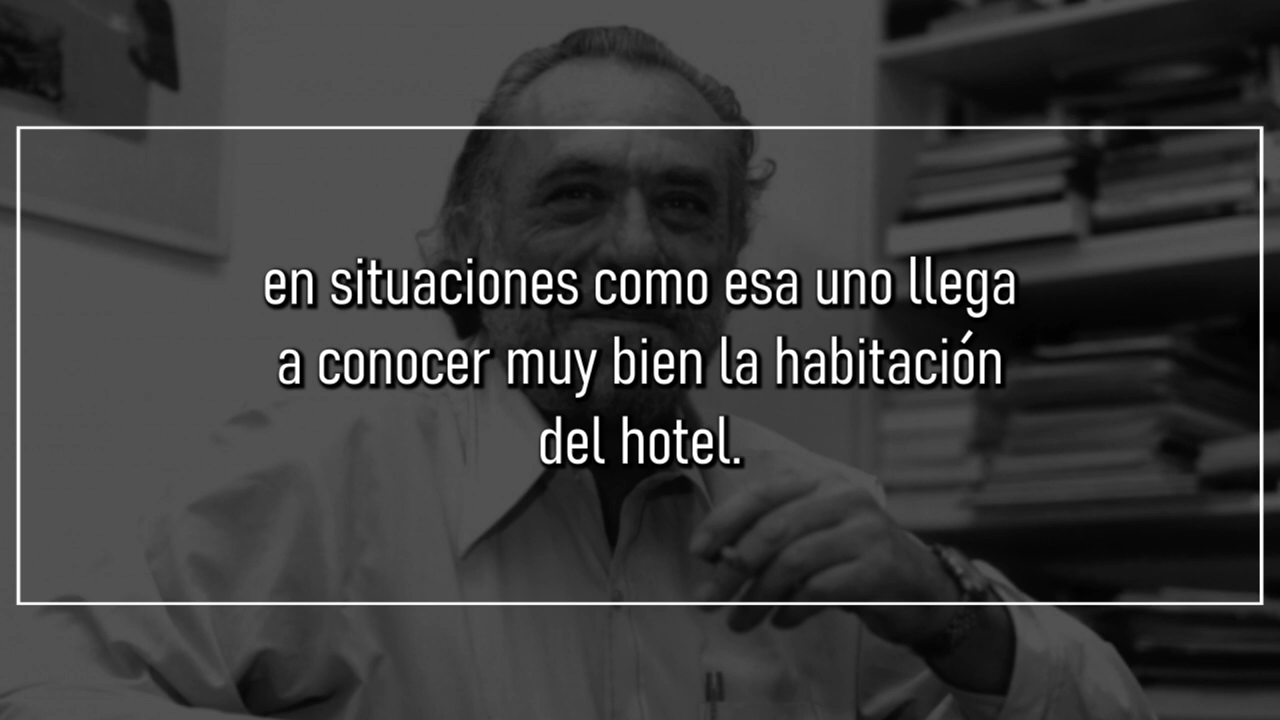 en situaciones como esa uno llega
a conocer muy bien la habitación
del hotel.